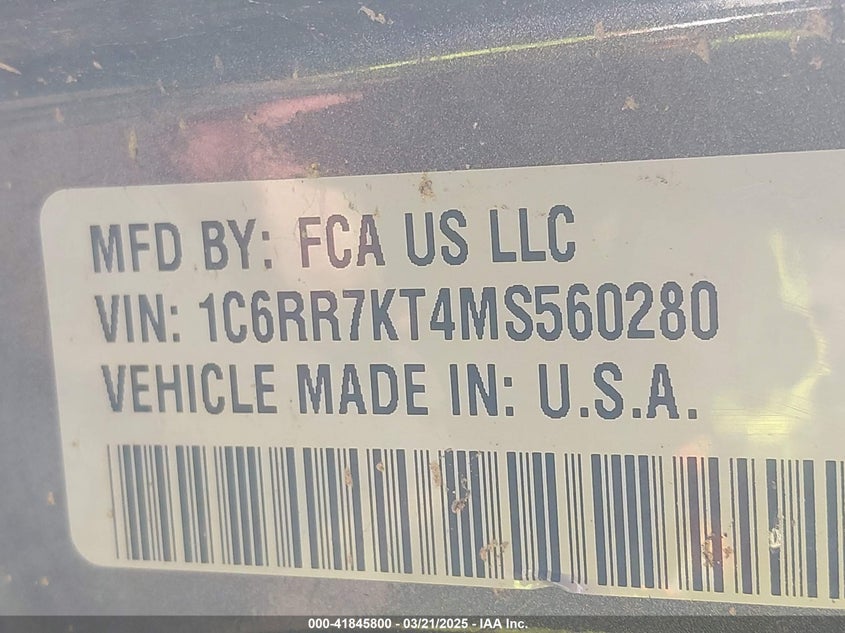 MFD BY: FCA US LLC
VIN: 1C6RR7KT4MS560280
VEHICLE MADE IN: U.S.A.
000-41845800 / 03/21/2025 - IAA Inc.